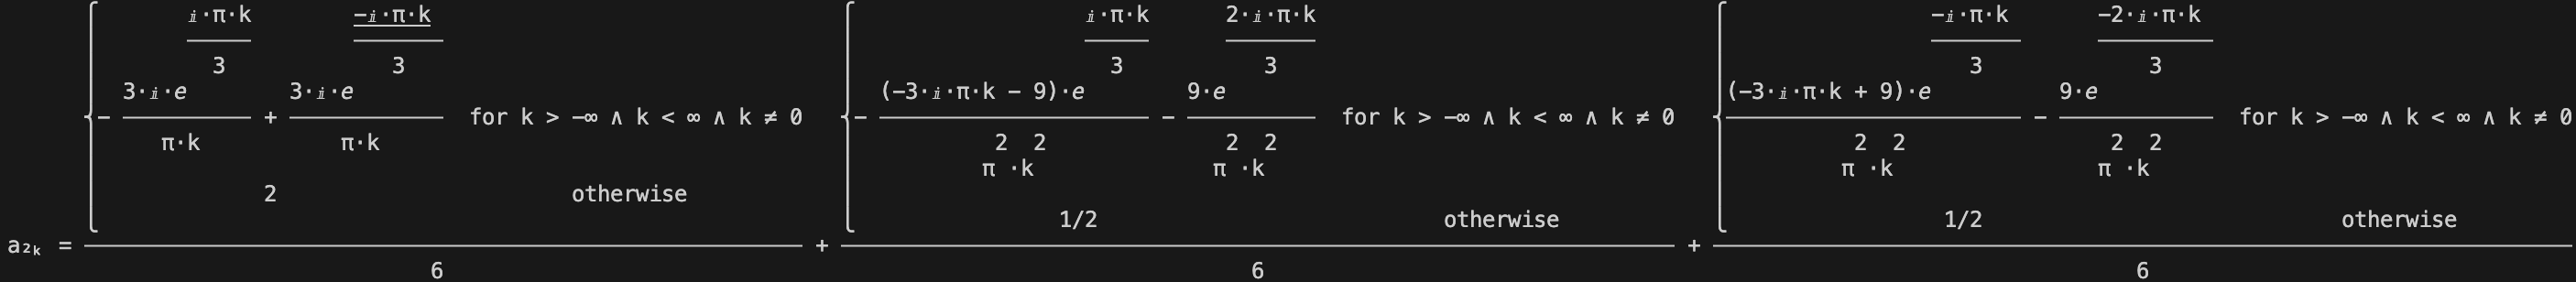 ⎧    ⅈ⋅π⋅k      -ⅈ⋅π⋅k      ⎧    ⅈ⋅π⋅k      2⋅ⅈ⋅π⋅k      ⎧    -ⅈ⋅π⋅k      -2⋅ⅈ⋅π⋅k
3      3      3      3      3      3
3⋅ⅈ⋅e      3⋅ⅈ⋅e      (-3⋅ⅈ⋅π⋅k - 9)⋅e      9⋅e      (-3⋅ⅈ⋅π⋅k + 9)⋅e      9⋅e
- + for k > -∞ ∧ k < ∞ ∧ k ≠ 0      - - for k > -∞ ∧ k < ∞ ∧ k ≠ 0      - for k > -∞ ∧ k < ∞ ∧ k ≠ 0
π⋅k      π⋅k      2  2      2  2      2  2      2  2
π ⋅k      π ⋅k      π ⋅k      π ⋅k
2      otherwise
1/2      otherwise      1/2      otherwise
a₂ₖ = + +
6      6      6